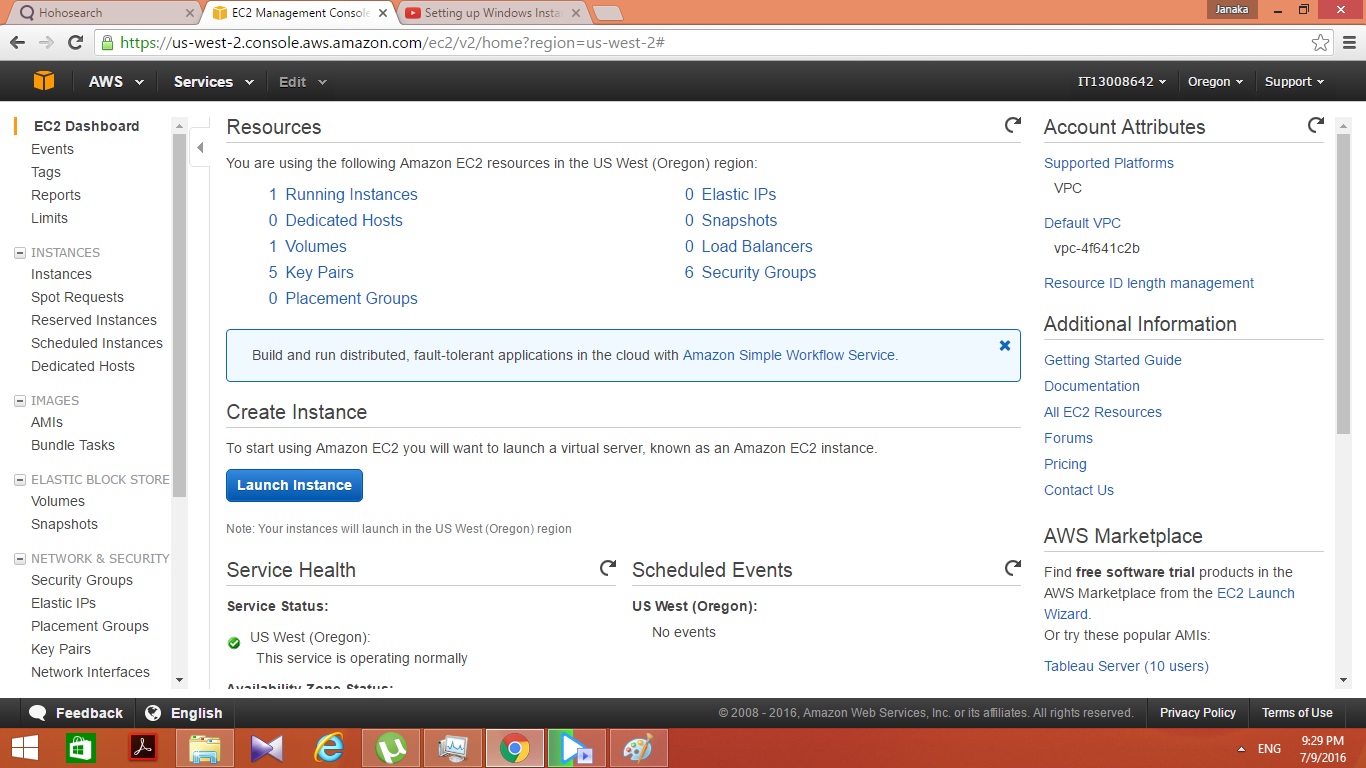 Hohosearch
EC2 Management Console
Setting up Windows Insta
Janaka
https://us-west-2.console.aws.amazon.com/ec2/v2/home?region=us-west-2#
AWS
Services
Edit
IT13008642
Oregon
Support
EC2 Dashboard
Events
Tags
Reports
Limits
INSTANCES
Instances
Spot Requests
Reserved Instances
Scheduled Instances
Dedicated Hosts
IMAGES
AMIs
Bundle Tasks
ELASTIC BLOCK STORE
Volumes
Snapshots
NETWORK & SECURITY
Security Groups
Elastic IPs
Placement Groups
Key Pairs
Network Interfaces
Resources
You are using the following Amazon EC2 resources in the US West (Oregon) region:
1 Running Instances
0 Elastic IPs
0 Dedicated Hosts
0 Snapshots
1 Volumes
0 Load Balancers
5 Key Pairs
6 Security Groups
0 Placement Groups
Build and run distributed, fault-tolerant applications in the cloud with Amazon Simple Workflow Service.
Create Instance
To start using Amazon EC2 you will want to launch a virtual server, known as an Amazon EC2 instance.
Launch Instance
Note: Your instances will launch in the US West (Oregon) region
Service Health
Service Status:
US West (Oregon):
This service is operating normally
Availability Zone Status:
Scheduled Events
US West (Oregon):
No events
Account Attributes
Supported Platforms
VPC
Default VPC
vpc-4f641c2b
Resource ID length management
Additional Information
Getting Started Guide
Documentation
All EC2 Resources
Forums
Pricing
Contact Us
AWS Marketplace
Find free software trial products in the
AWS Marketplace from the EC2 Launch
Wizard.
Or try these popular AMIs:
Tableau Server (10 users)
Feedback
English
© 2008 - 2016, Amazon Web Services, Inc. or its affiliates. All rights reserved.
Privacy Policy
Terms of Use
ENG
9:29 PM
7/9/2016